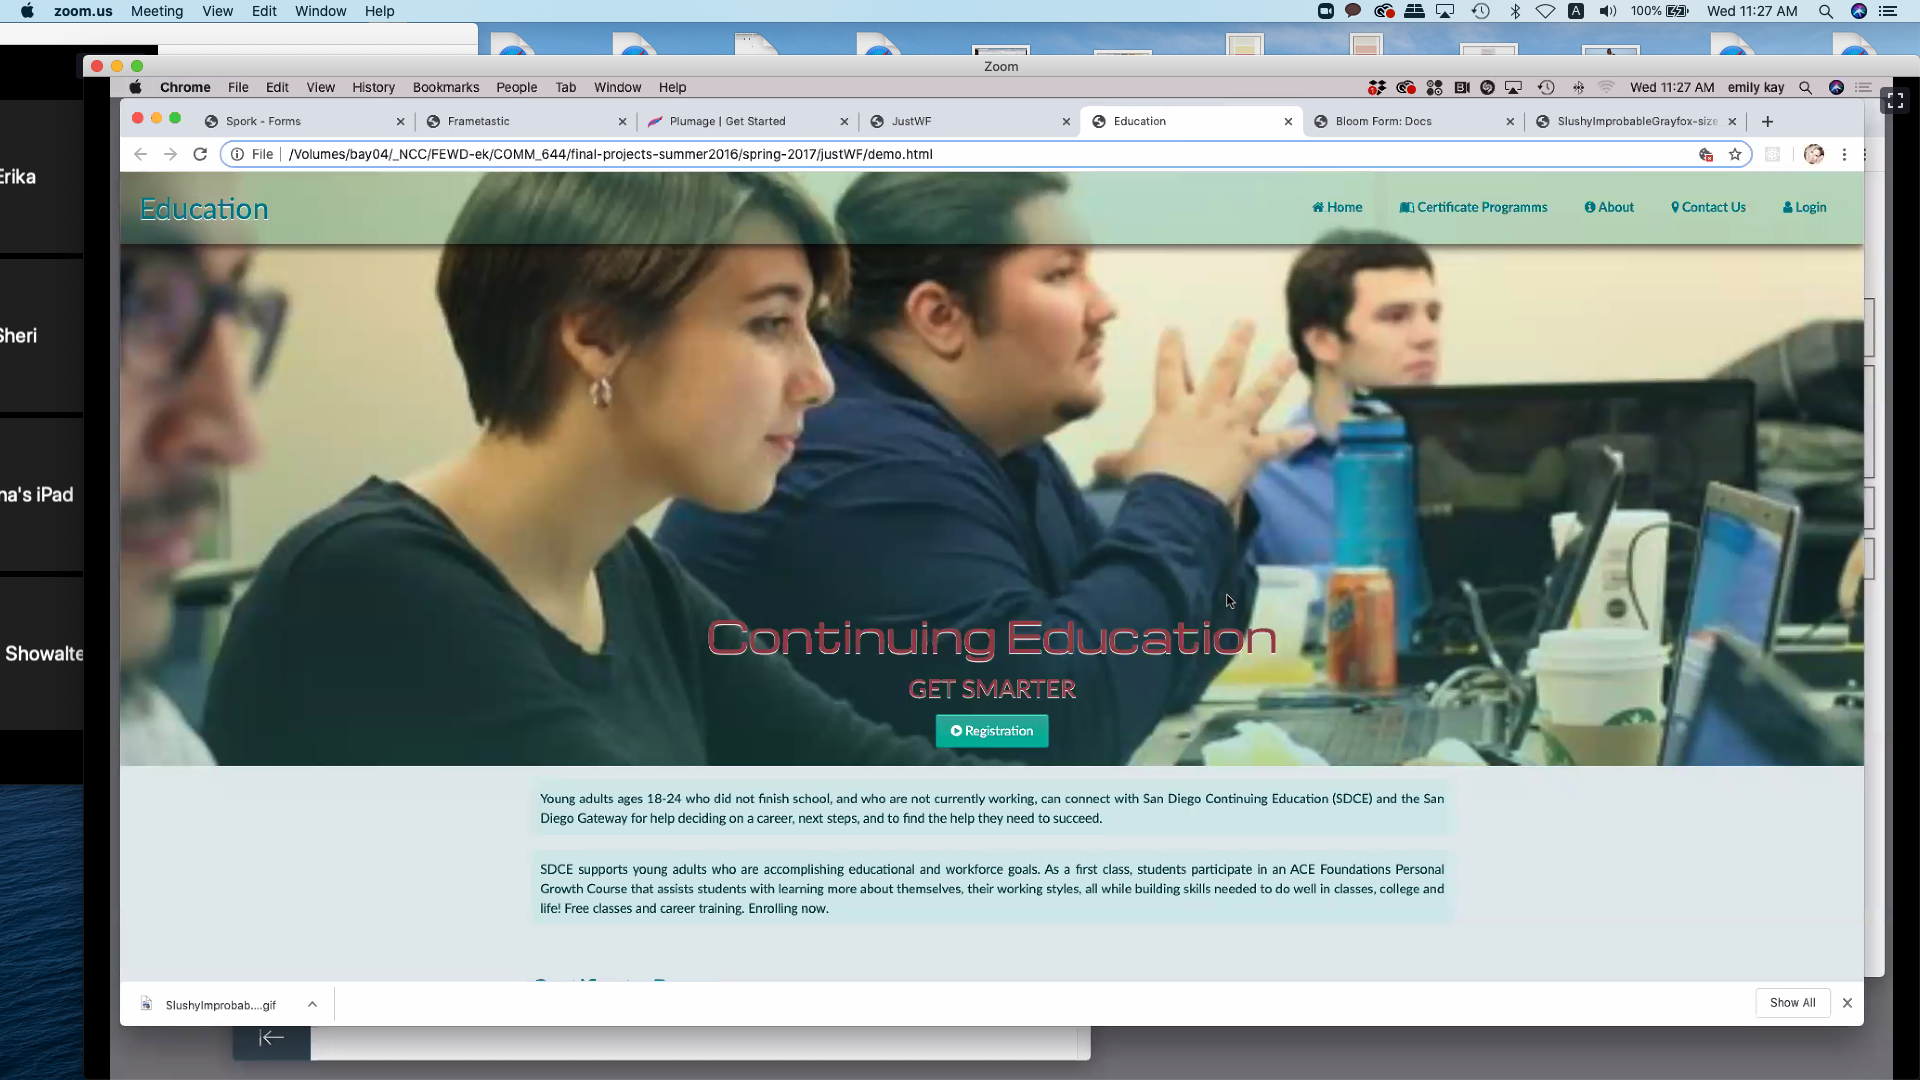 zoom.us Meeting View Edit Window Help
A 100% Wed 11:27 AM
Zoom
Chrome File Edit View History Bookmarks People Tab Window Help
Wed 11:27 AM emily kay
Spork - Forms
Frametastic
Plumage | Get Started
JustWF
Education
Bloom Form: Docs
SlushyImprobableGrayfox-size
File /Volumes/bay04/_NCC/FEWD-ek/COMM_644/final-projects-summer2016/spring-2017/justWF/demo.html
Erika
Sheri
na's iPad
Showalte
Education
Home Certificate Programms About Contact Us Login
Continuing Education
GET SMARTER
Registration
Young adults ages 18-24 who did not finish school, and who are not currently working, can connect with San Diego Continuing Education (SDCE) and the San
Diego Gateway for help deciding on a career, next steps, and to find the help they need to succeed.
SDCE supports young adults who are accomplishing educational and workforce goals. As a first class, students participate in an ACE Foundations Personal
Growth Course that assists students with learning more about themselves, their working styles, all while building skills needed to do well in classes, college and
life! Free classes and career training. Enrolling now.
SlushyImprobab....gif
Show All